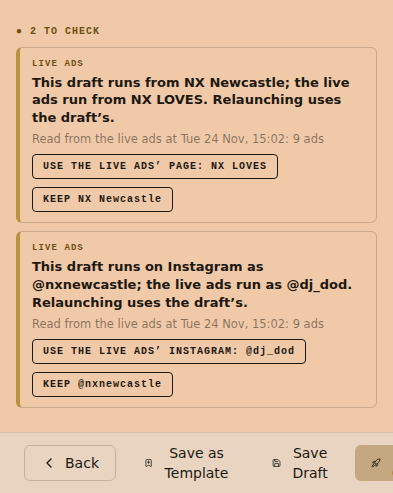 ● 2 TO CHECK
LIVE ADS
This draft runs from NX Newcastle; the live
ads run from NX LOVES. Relaunching uses
the draft’s.
Read from the live ads at Tue 24 Nov, 15:02: 9 ads
USE THE LIVE ADS’ PAGE: NX LOVES
KEEP NX Newcastle
LIVE ADS
This draft runs on Instagram as
@nxnewcastle; the live ads run as @dj_dod.
Relaunching uses the draft’s.
Read from the live ads at Tue 24 Nov, 15:02: 9 ads
USE THE LIVE ADS’ INSTAGRAM: @dj_dod
KEEP @nxnewcastle
Back
Save as
Template
Save
Draft